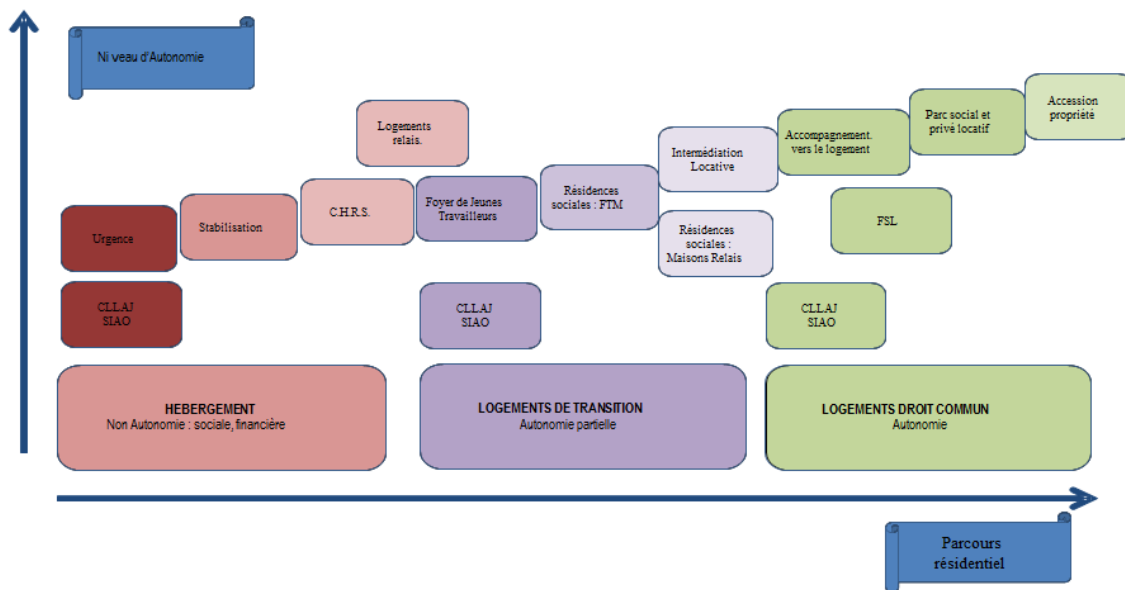 Ni veau d'Autonomie
Accession
propriété
Parc social et
privé locatif
Logements
relais.
Accompagnement.
vers le logement
Intermédiation
Locative
Foyer de Jeunes
Travailleurs
Résidences
sociales : FTM
C.H.R.S.
Stabilisation
Urgence
FSL
Résidences
sociales :
Maisons Relais
CLLAJ
SIAO
CLLAJ
SIAO
CLLAJ
SIAO
HEBERGEMENT
Non Autonomie : sociale, financière
LOGEMENTS DE TRANSITION
Autonomie partielle
LOGEMENTS DROIT COMMUN
Autonomie
Parcours
résidentiel